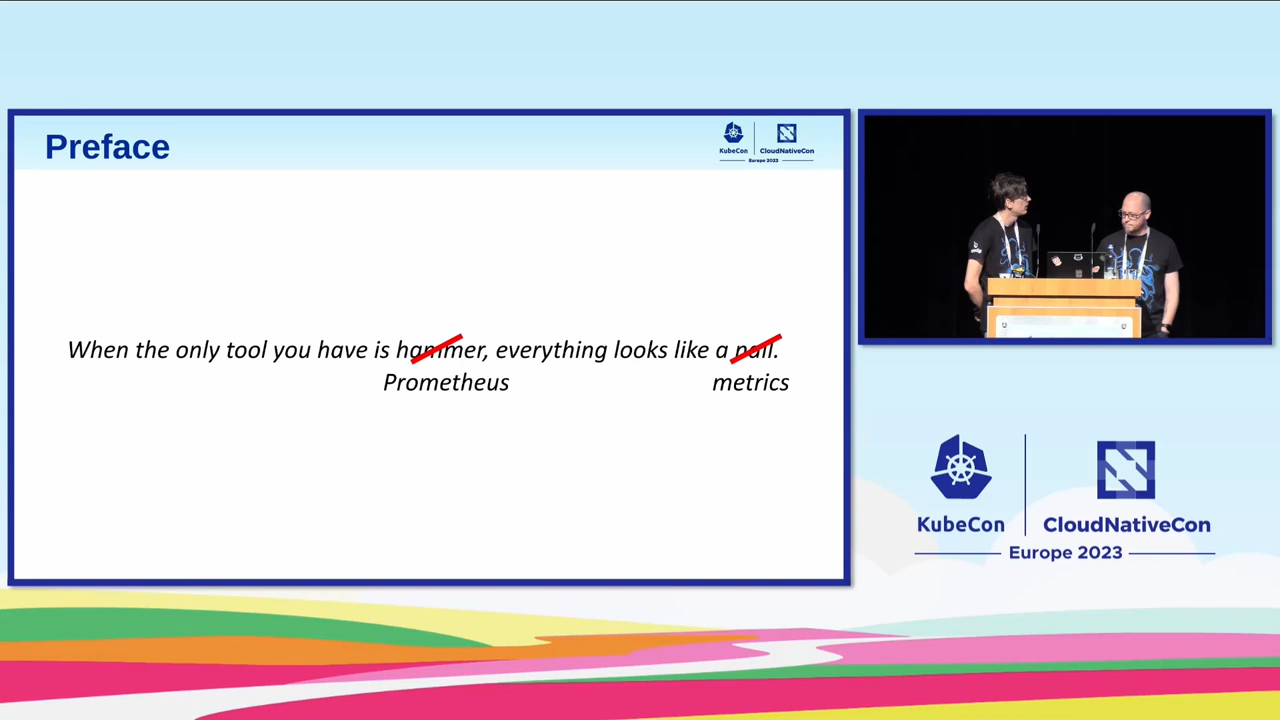 Preface
KubeCon
CloudNativeCon
Europe 2023
When the only tool you have is hammer, everything looks like a nail.
Prometheus metrics
KubeCon
CloudNativeCon
Europe 2023